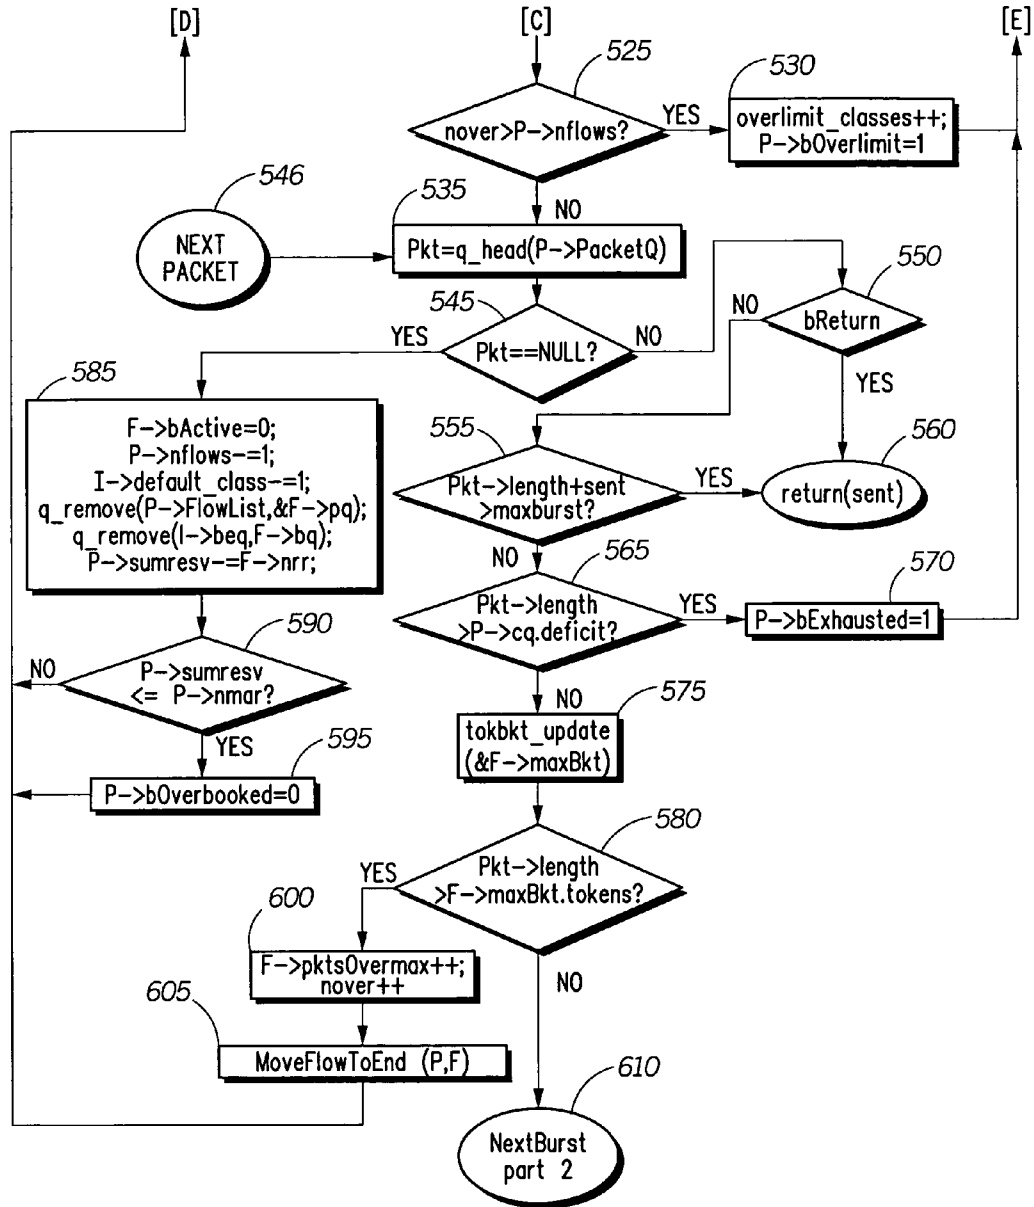 [D]
[C]
[E]
525
530
nover>P->nflows?
YES
overlimit_classes++;
P->bOverlimit=1
546
535
NO
NEXT
PACKET
Pkt=q_head(P->PacketQ)
550
545
YES
Pkt==NULL?
NO
NO
bReturn
585
YES
F->bActive=0;
P->nflows-=1;
I->default_class-=1;
q_remove(P->FlowList,&F->pq);
q_remove(I->beq,F->bq);
P->sumresv-=F->nrr;
555
560
Pkt->length+sent
>maxburst?
YES
return(sent)
NO
565
570
Pkt->length
>P->cq.deficit?
YES
P->bExhausted=1
590
NO
P->sumresv
<= P->nmar?
NO
575
YES
595
tokbkt_update
(&F->maxBkt)
P->bOverbooked=0
580
YES
Pkt->length
>F->maxBkt.tokens?
600
F->pktsOvermax++;
nover++
NO
605
MoveFlowToEnd (P,F)
610
NextBurst
part 2